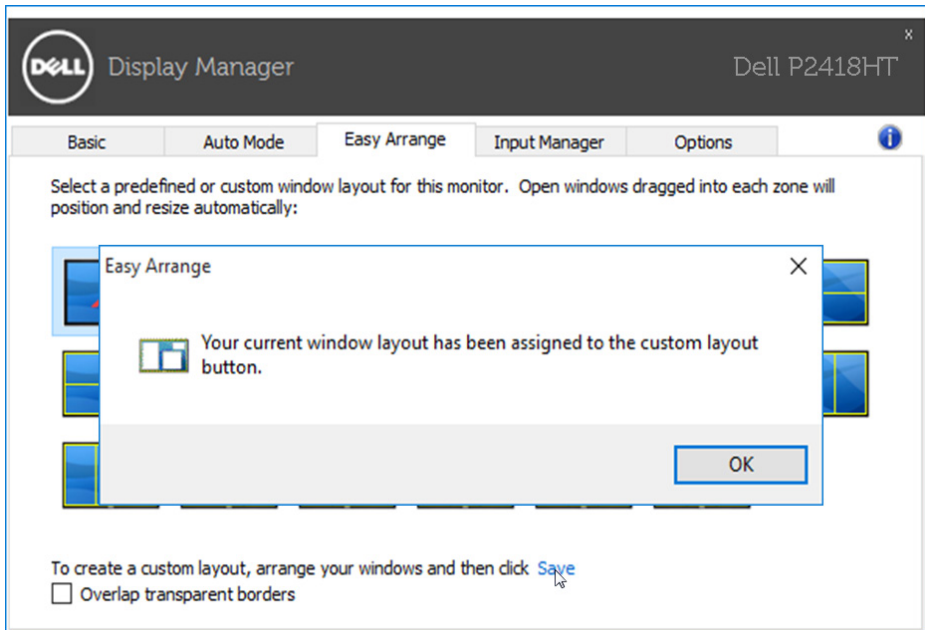 DELL Display Manager Dell P2418HT
x
Basic Auto Mode Easy Arrange Input Manager Options
Select a predefined or custom window layout for this monitor. Open windows dragged into each zone will
position and resize automatically:
Easy Arrange
Your current window layout has been assigned to the custom layout
button.
OK
To create a custom layout, arrange your windows and then click Save
Overlap transparent borders